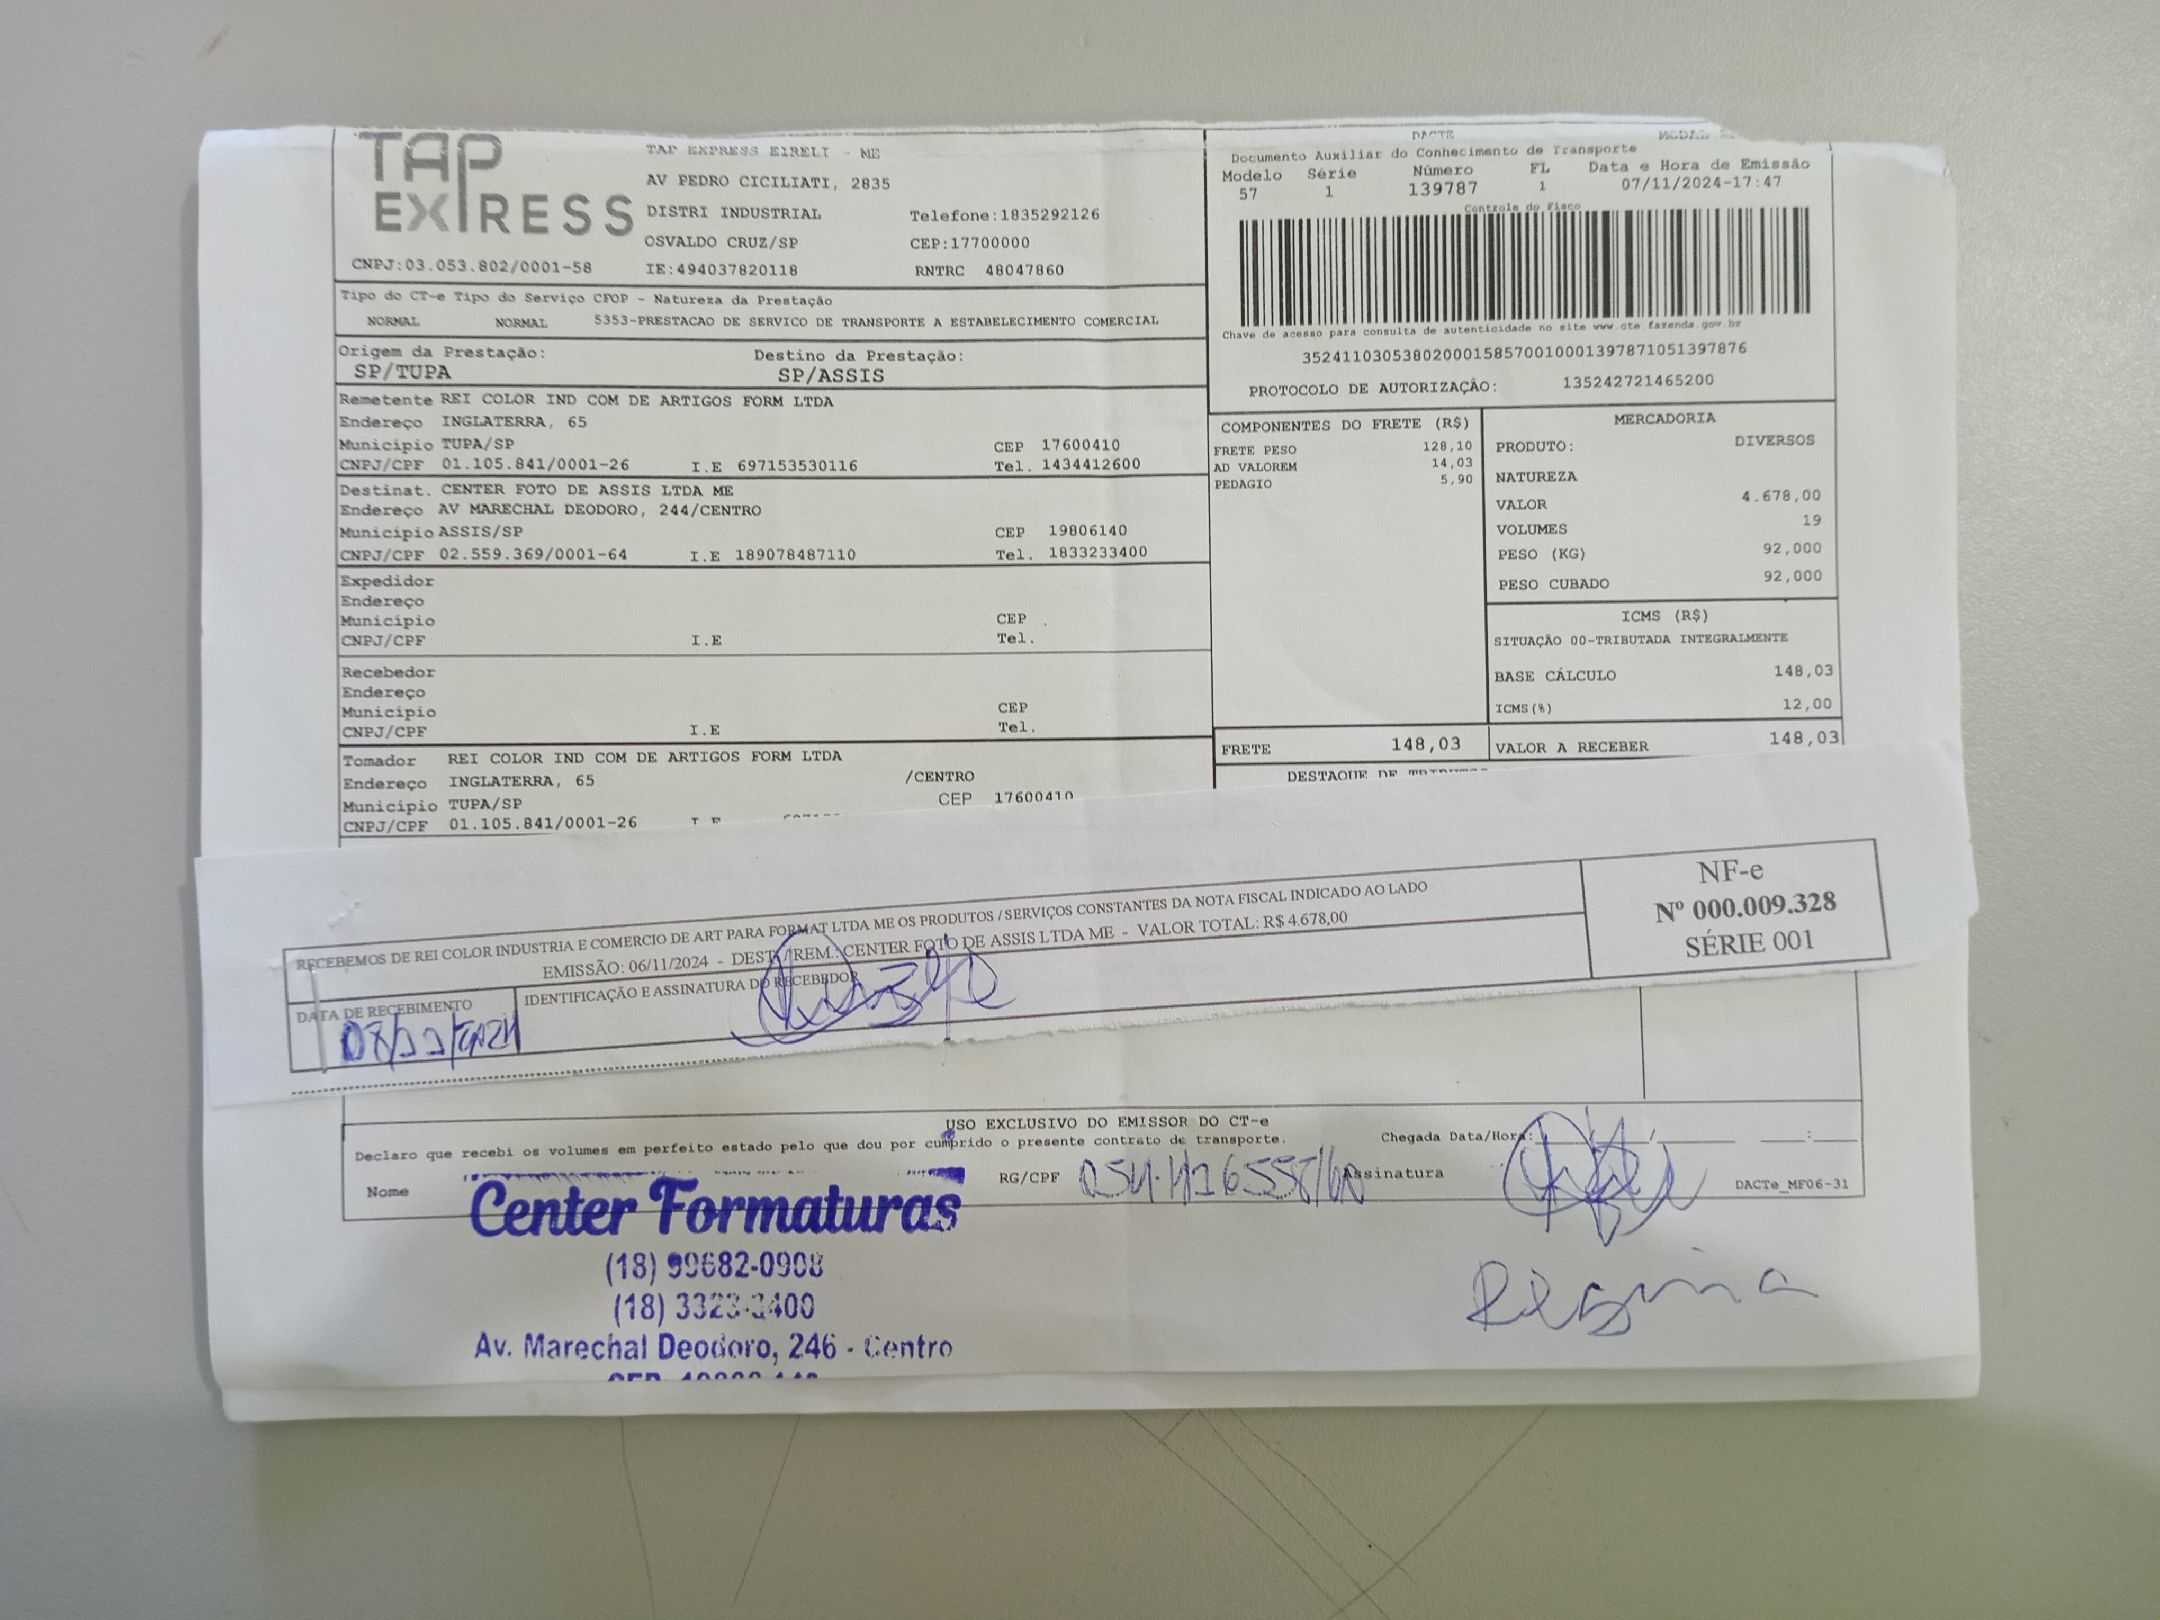 TAP EXPRESS
TAP EXPRESS EIRELI - ME
AV PEDRO CICILIATI, 2835
DISTRI INDUSTRIAL Telefone:1835292126
OSVALDO CRUZ/SP CEP:17700000
CNPJ:03.053.802/0001-58 IE:494037820118 RNTRC 48047860
DACTE
Documento Auxiliar do Conhecimento de Transporte
Modelo Série Número FL Data e Hora de Emissão
57 1 139787 1 07/11/2024-17:47
Controle do Fisco
Chave de acesso para consulta de autenticidade no site www.cte.fazenda.gov.br
35241103053802000158570010001397871051397876
PROTOCOLO DE AUTORIZAÇÃO: 135242721465200
Tipo do CT-e Tipo do Serviço CFOP - Natureza da Prestação
NORMAL NORMAL 5353-PRESTACAO DE SERVICO DE TRANSPORTE A ESTABELECIMENTO COMERCIAL
Origem da Prestação: Destino da Prestação:
SP/TUPA SP/ASSIS
Remetente REI COLOR IND COM DE ARTIGOS FORM LTDA
Endereço INGLATERRA, 65
Município TUPA/SP CEP 17600410
CNPJ/CPF 01.105.841/0001-26 I.E 697153530116 Tel. 1434412600
Destinat. CENTER FOTO DE ASSIS LTDA ME
Endereço AV MARECHAL DEODORO, 244/CENTRO
Município ASSIS/SP CEP 19806140
CNPJ/CPF 02.559.369/0001-64 I.E 189078487110 Tel. 1833233400
Expedidor
Endereço
Município CEP
CNPJ/CPF I.E Tel.
Recebedor
Endereço
Município CEP
CNPJ/CPF I.E Tel.
Tomador REI COLOR IND COM DE ARTIGOS FORM LTDA
Endereço INGLATERRA, 65 /CENTRO
Município TUPA/SP CEP 17600410
CNPJ/CPF 01.105.841/0001-26 I.E
COMPONENTES DO FRETE (R$)
FRETE PESO 128,10
AD VALOREM 14,03
PEDAGIO 5,90
FRETE 148,03
MERCADORIA
PRODUTO: DIVERSOS
NATUREZA
VALOR 4.678,00
VOLUMES 19
PESO (KG) 92,000
PESO CUBADO 92,000
ICMS (R$)
SITUAÇÃO 00-TRIBUTADA INTEGRALMENTE
BASE CÁLCULO 148,03
ICMS(%) 12,00
VALOR A RECEBER 148,03
DESTAQUE DE
RECEBEMOS DE REI COLOR INDUSTRIA E COMERCIO DE ART PARA FORMAT LTDA ME OS PRODUTOS / SERVIÇOS CONSTANTES DA NOTA FISCAL INDICADO AO LADO
EMISSÃO: 06/11/2024 - DEST. / REM.: CENTER FOTO DE ASSIS LTDA ME - VALOR TOTAL: R$ 4.678,00
DATA DE RECEBIMENTO IDENTIFICAÇÃO E ASSINATURA DO RECEBEDOR
08/11/2024
NF-e
Nº 000.009.328
SÉRIE 001
USO EXCLUSIVO DO EMISSOR DO CT-e
Declaro que recebi os volumes em perfeito estado pelo que dou por cumprido o presente contrato de transporte.
Chegada Data/Hora: / / :
Nome RG/CPF Assinatura
DACTe_MF06-31
Center Formaturas
(18) 99682-0908
(18) 3323-3400
Av. Marechal Deodoro, 246 - Centro
Regina